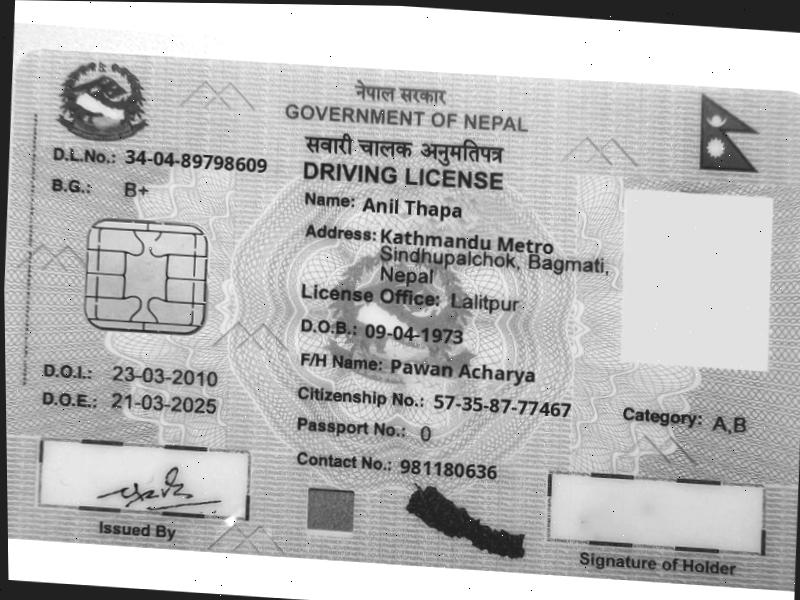 नेपाल सरकार
GOVERNMENT OF NEPAL
सवारी चालक अनुमतिपत्र
DRIVING LICENSE
D.L.No.: 34-04-89798609
B.G.: B+
Name: Anil Thapa
Address: Kathmandu Metro
Sindhupalchok, Bagmati,
Nepal
License Office: Lalitpur
D.O.B.: 09-04-1973
F/H Name: Pawan Acharya
D.O.I.: 23-03-2010
D.O.E.: 21-03-2025
Citizenship No.: 57-35-87-77467
Category: A,B
Passport No.: 0
Contact No.: 981180636
Issued By
Signature of Holder